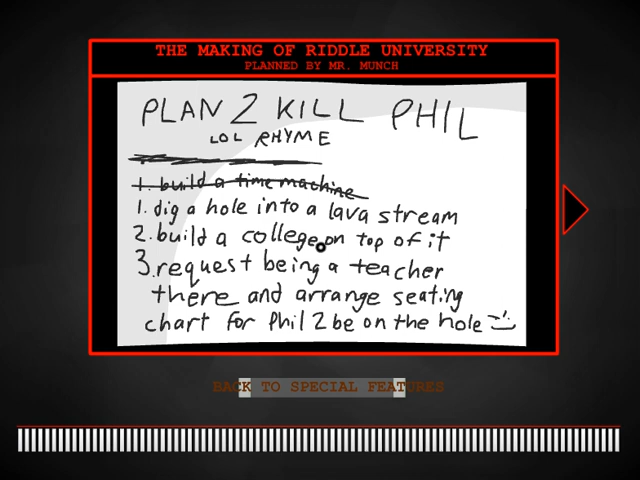 THE MAKING OF RIDDLE UNIVERSITY
PLANNED BY MR. MUNCH
PLAN 2 KILL PHIL
LOL RHYME
1. build a time machine
1. dig a hole into a lava stream
2. build a college on top of it
3. request being a teacher
there and arrange seating
chart for Phil 2 be on the hole
BACK TO SPECIAL FEATURES